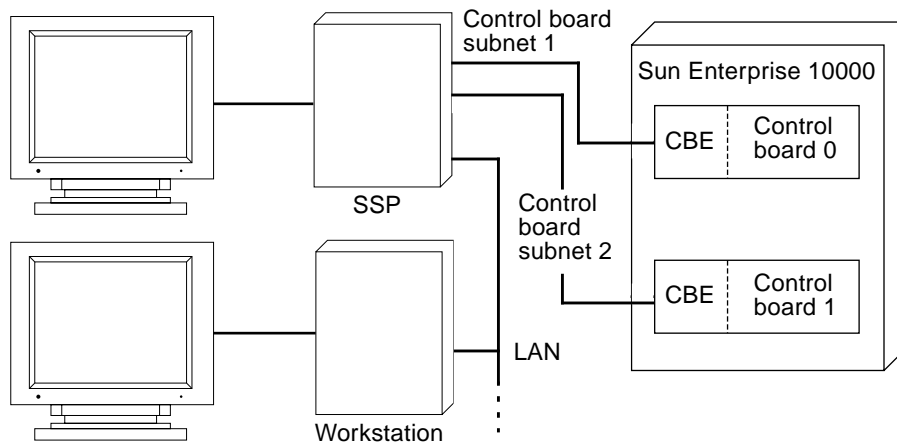 Control board
subnet 1
Sun Enterprise 10000
CBE
Control
board 0
SSP
Control
board
subnet 2
CBE
Control
board 1
LAN
Workstation